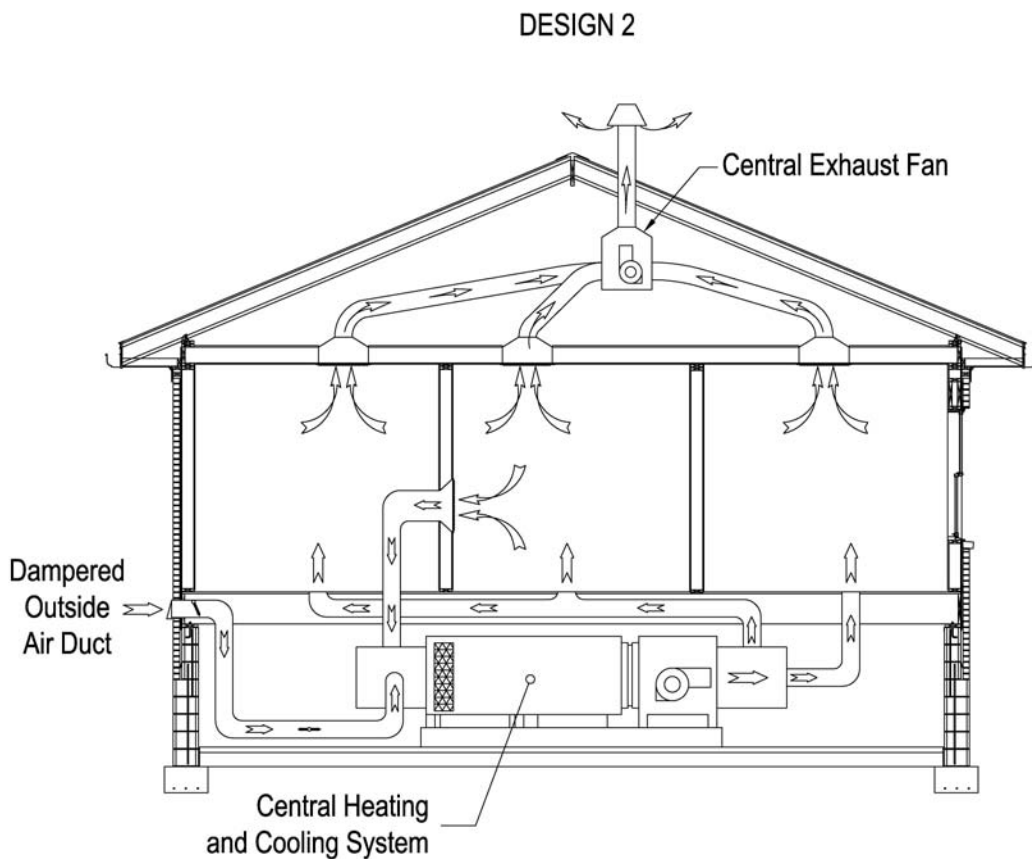 DESIGN 2
Central Exhaust Fan
Dampered
Outside
Air Duct
Central Heating
and Cooling System